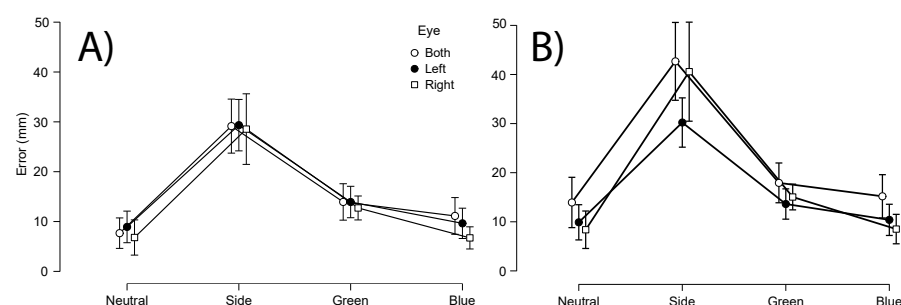 A)
Eye
Both
Left
Right
Error (mm)
50
40
30
20
10
0
Neutral Side Green Blue
B)
50
40
30
20
10
0
Neutral Side Green Blue